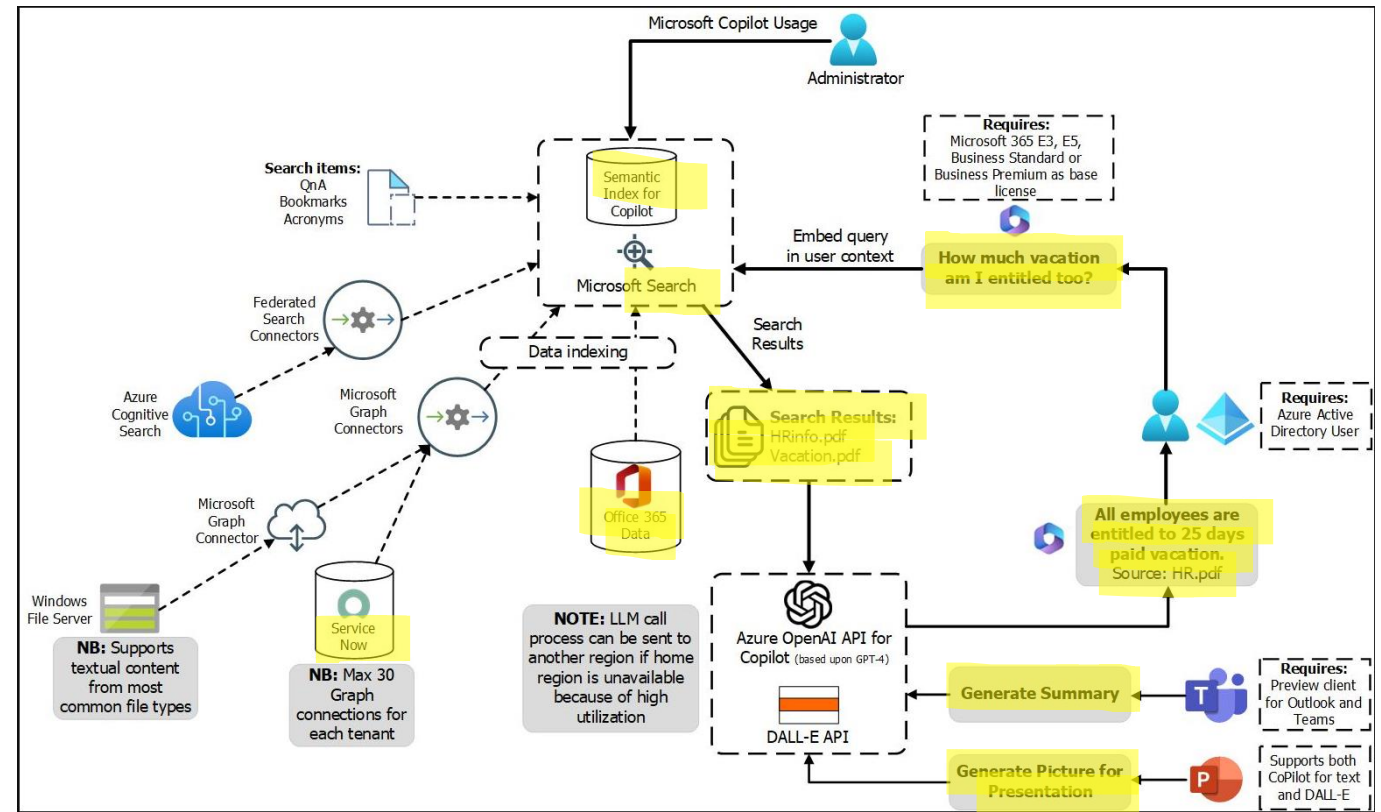 Microsoft Copilot Usage
Administrator
Requires:
Microsoft 365 E3, E5,
Business Standard or
Business Premium as base
license
Search items:
QnA
Bookmarks
Acronyms
Semantic
Index for
Copilot
Microsoft Search
Embed query
in user context
How much vacation
am I entitled too?
Federated
Search
Connectors
Search
Results
Data indexing
Azure
Cognitive
Search
Microsoft
Graph
Connectors
Search Results:
HRinfo.pdf
Vacation.pdf
Requires:
Azure Active
Directory User
Microsoft
Graph
Connector
Office 365
Data
All employees are
entitled to 25 days
paid vacation.
Source: HR.pdf
Windows
File Server
NB: Supports
textual content
from most
common file types
Service
Now
NB: Max 30
Graph
connections for
each tenant
NOTE: LLM call
process can be sent to
another region if home
region is unavailable
because of high
utilization
Azure OpenAI API for
Copilot (based upon GPT-4)
DALL-E API
Generate Summary
T
Requires:
Preview client
for Outlook and
Teams
Generate Picture for
Presentation
P
Supports both
CoPilot for text
and DALL-E